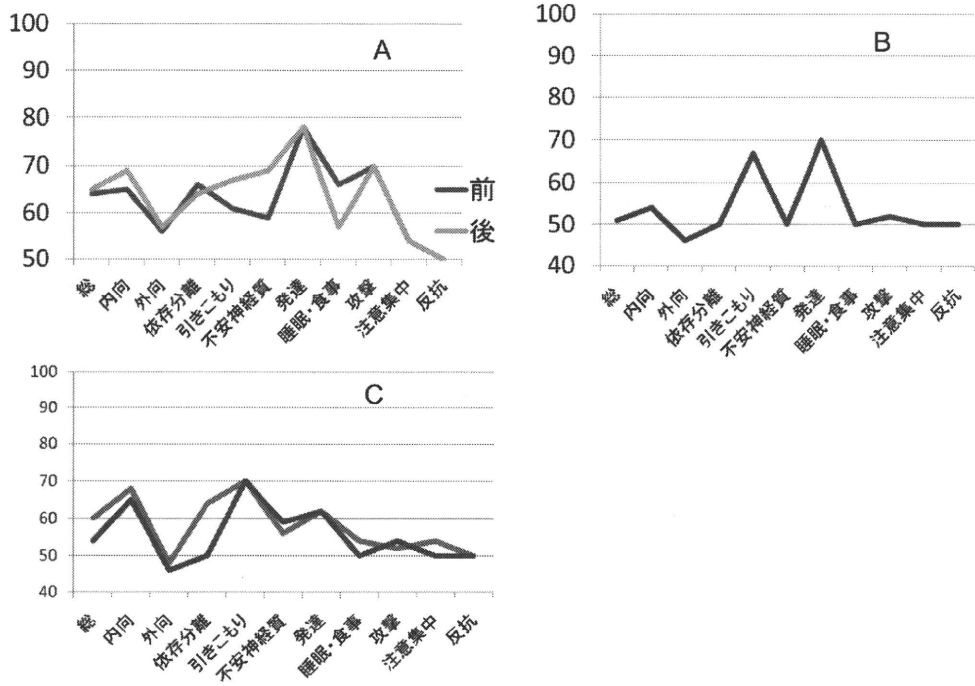 A
100
90
80
70
60
50
前
後
総
内向
外向
依存分離
引きこもり
不安神経質
発達
睡眠・食事
攻撃
注意集中
反抗
B
100
90
80
70
60
50
40
総
内向
外向
依存分離
引きこもり
不安神経質
発達
睡眠・食事
攻撃
注意集中
反抗
C
100
90
80
70
60
50
40
総
内向
外向
依存分離
引きこもり
不安神経質
発達
睡眠・食事
攻撃
注意集中
反抗